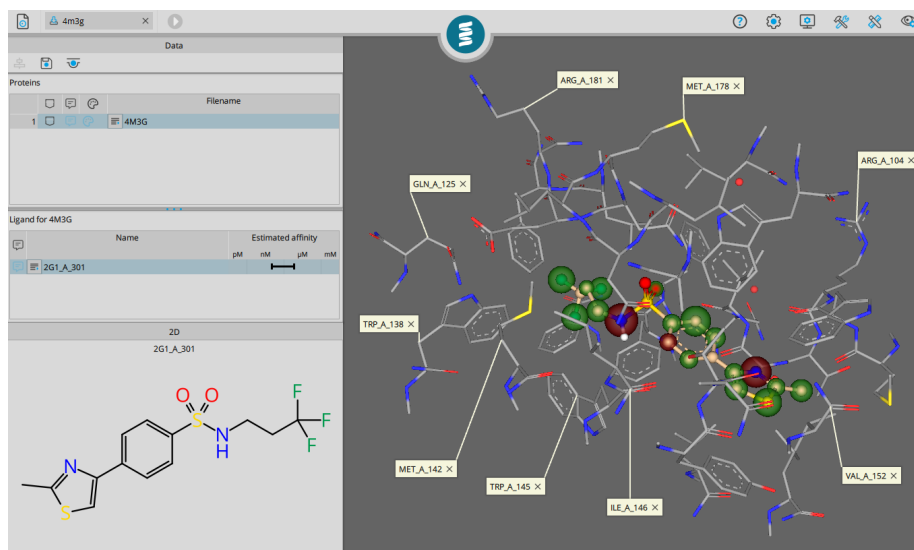 4m3g
Data
Proteins
Filename
1 4M3G
Ligand for 4M3G
Name Estimated affinity
pM nM μM mM
2G1_A_301
2D
2G1_A_301
O O
S
N
H
F
F
F
N
S
ARG_A_181
MET_A_178
ARG_A_104
GLN_A_125
TRP_A_138
MET_A_142
TRP_A_145
ILE_A_146
VAL_A_152